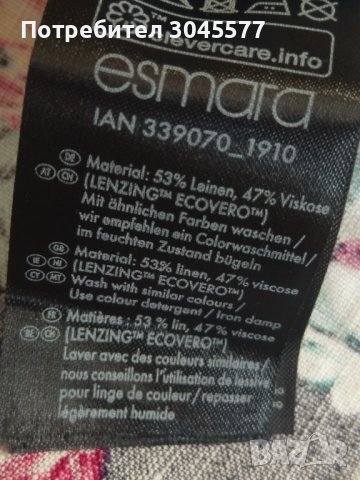 Потребител 3045577
clevercare.info
esmara
IAN 339070_1910
DE
AT CH
Material: 53% Leinen, 47% Viskose
(LENZING™ ECOVERO™)
Mit ähnlichen Farben waschen /
wir empfehlen ein Colorwaschmittel /
im feuchten Zustand bügeln
GB
IE NI
CY MT
Material: 53% linen, 47% viscose
(LENZING™ ECOVERO™)
Wash with similar colours /
Use colour detergent / Iron damp
FR
BE CH
Matières : 53 % lin, 47 % viscose
(LENZING™ ECOVERO™)
Laver avec des couleurs similaires /
nous conseillons l'utilisation de lessive
pour linge de couleur / repasser
légèrement humide